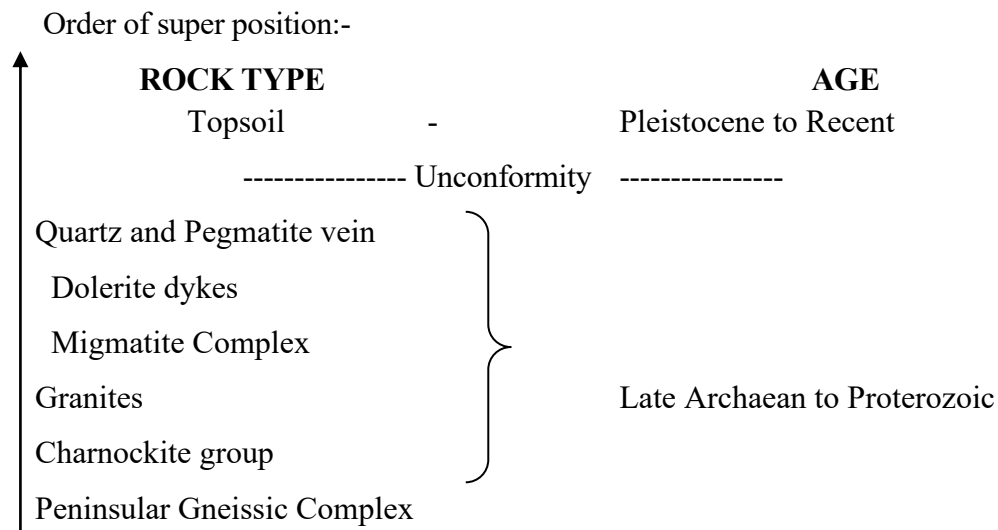 Order of super position:-
ROCK TYPE AGE
Topsoil - Pleistocene to Recent
---------------- Unconformity ----------------
Quartz and Pegmatite vein
Dolerite dykes
Migmatite Complex
Granites Late Archaean to Proterozoic
Charnockite group
Peninsular Gneissic Complex